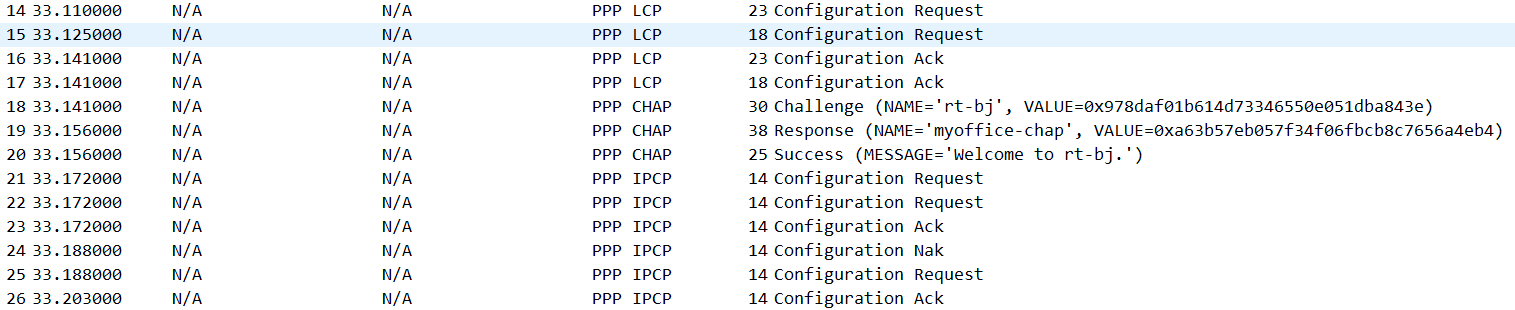 14 33.110000 N/A N/A PPP LCP 23 Configuration Request
15 33.125000 N/A N/A PPP LCP 18 Configuration Request
16 33.141000 N/A N/A PPP LCP 23 Configuration Ack
17 33.141000 N/A N/A PPP LCP 18 Configuration Ack
18 33.141000 N/A N/A PPP CHAP 30 Challenge (NAME='rt-bj', VALUE=0x978daf01b614d73346550e051dba843e)
19 33.156000 N/A N/A PPP CHAP 38 Response (NAME='myoffice-chap', VALUE=0xa63b57eb057f34f06fbcb8c7656a4eb4)
20 33.156000 N/A N/A PPP CHAP 25 Success (MESSAGE='Welcome to rt-bj.')
21 33.172000 N/A N/A PPP IPCP 14 Configuration Request
22 33.172000 N/A N/A PPP IPCP 14 Configuration Request
23 33.172000 N/A N/A PPP IPCP 14 Configuration Ack
24 33.188000 N/A N/A PPP IPCP 14 Configuration Nak
25 33.188000 N/A N/A PPP IPCP 14 Configuration Request
26 33.203000 N/A N/A PPP IPCP 14 Configuration Ack